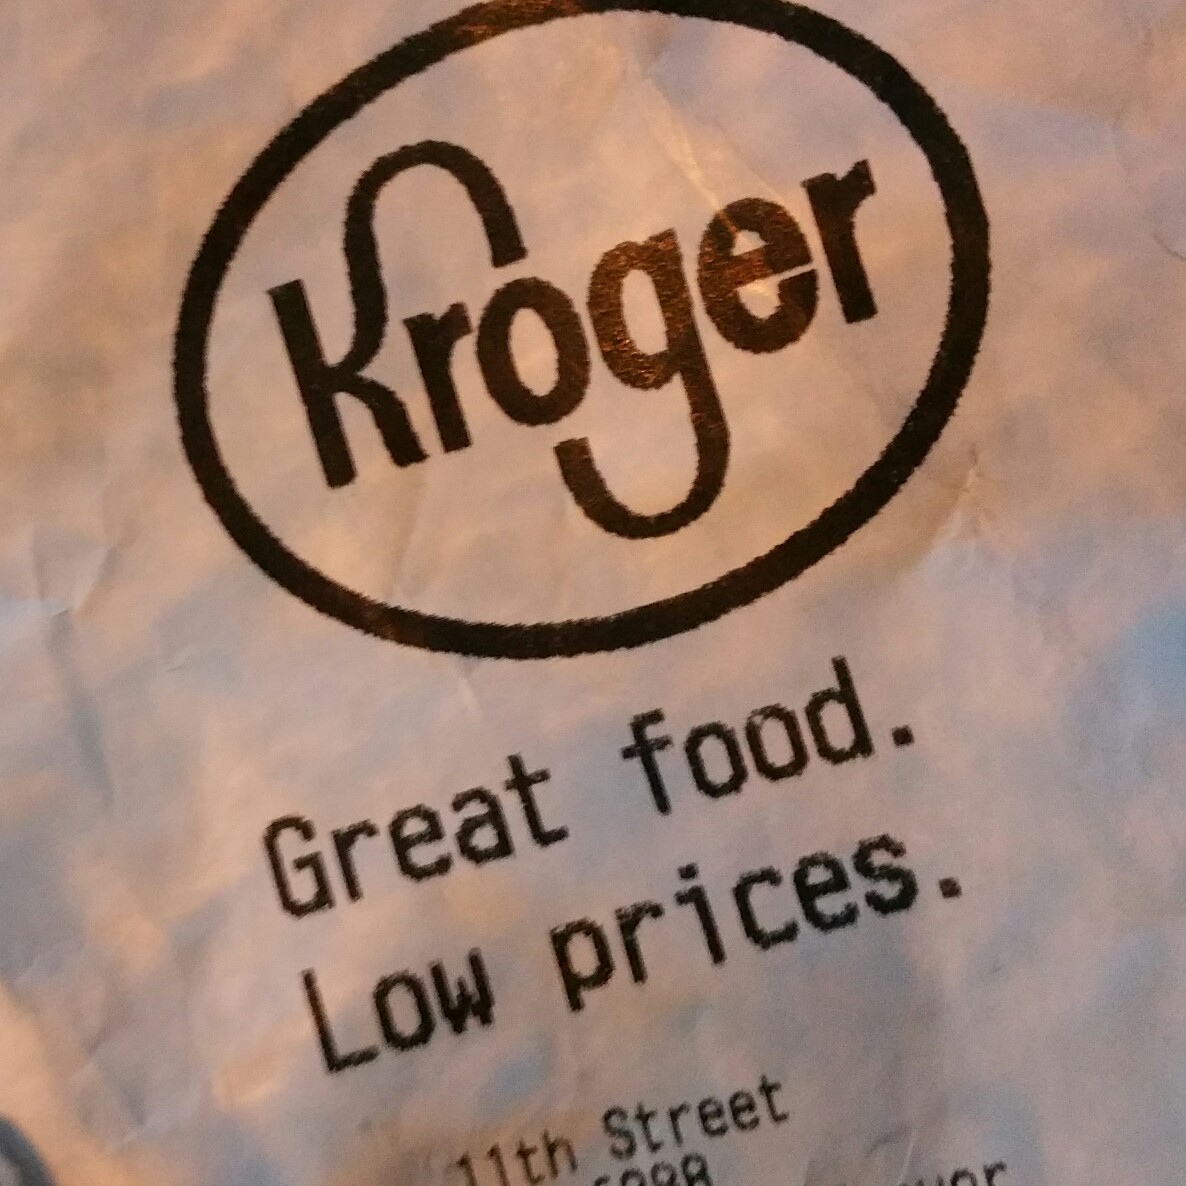 Kroger
Great food.
Low prices.
11th Street